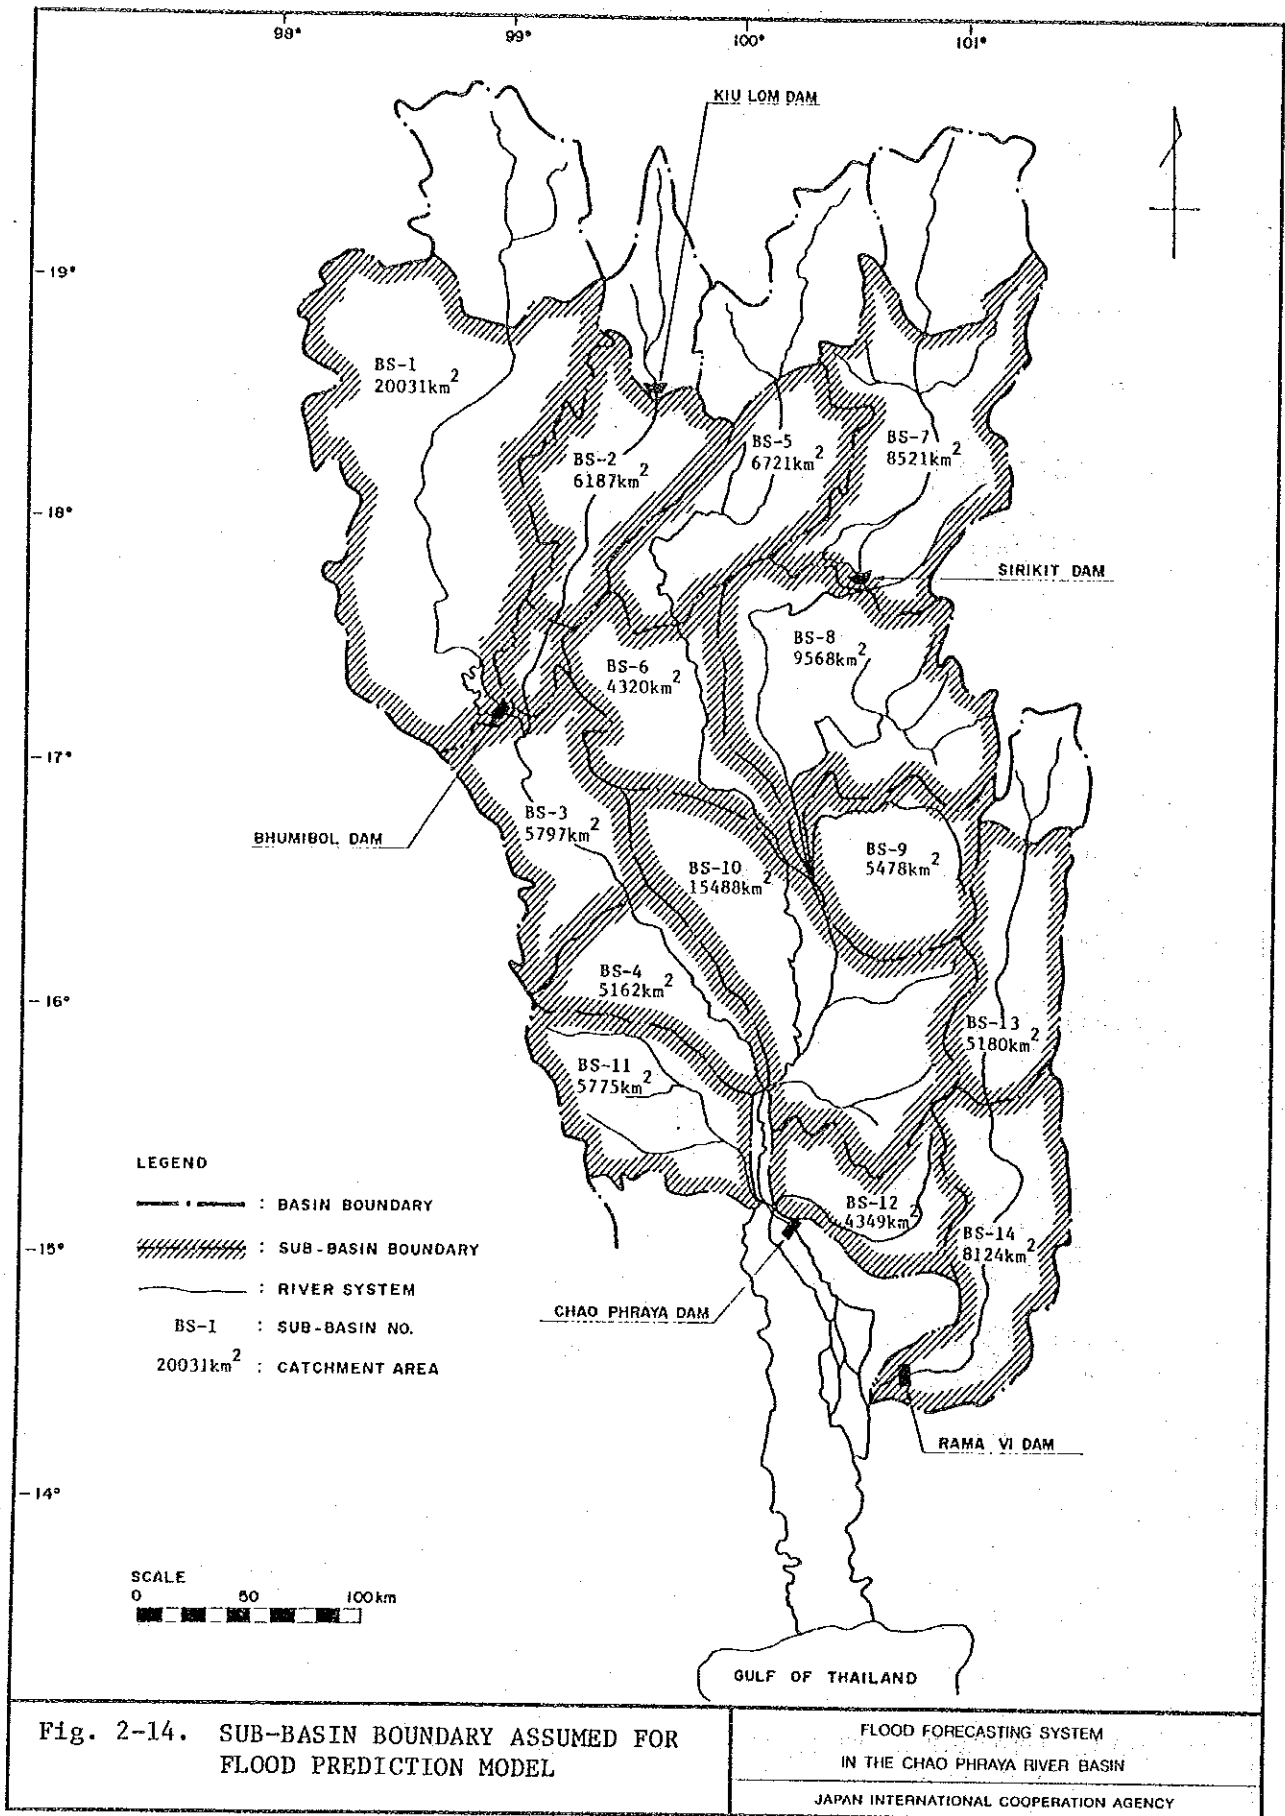 98°
99°
100°
101°
KIU LOM DAM
-19°
BS-1
20031km²
BS-2
6187km²
BS-5
6721km²
BS-7
8521km²
-18°
SIRIKIT DAM
BS-8
9568km²
BS-6
4320km²
-17°
BS-3
5797km²
BHUMIBOL DAM
BS-9
5478km²
BS-10
15488km²
BS-4
5162km²
-16°
BS-13
5180km²
BS-11
5775km²
LEGEND
: BASIN BOUNDARY
BS-12
4349km²
-15°
: SUB-BASIN BOUNDARY
BS-14
8124km²
: RIVER SYSTEM
CHAO PHRAYA DAM
BS-1 : SUB-BASIN NO.
20031km² : CATCHMENT AREA
RAMA VI DAM
-14°
SCALE
0 50 100km
GULF OF THAILAND
Fig. 2-14. SUB-BASIN BOUNDARY ASSUMED FOR
FLOOD PREDICTION MODEL
FLOOD FORECASTING SYSTEM
IN THE CHAO PHRAYA RIVER BASIN
JAPAN INTERNATIONAL COOPERATION AGENCY